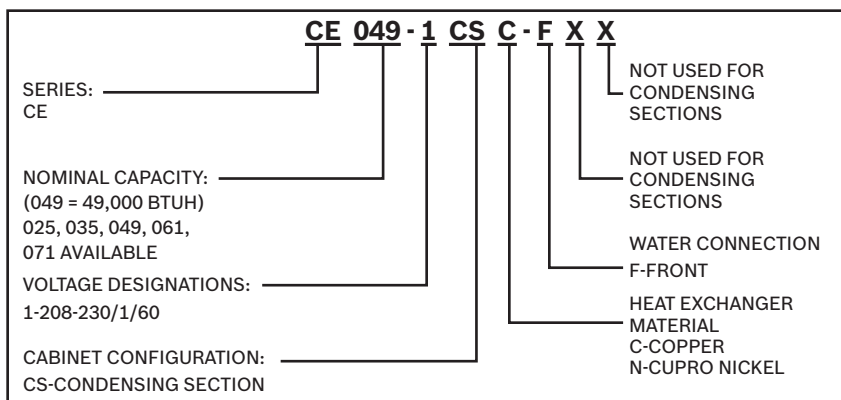 CE 049 - 1 CS C - F X X
SERIES:
CE
NOMINAL CAPACITY:
(049 = 49,000 BTUH)
025, 035, 049, 061,
071 AVAILABLE
VOLTAGE DESIGNATIONS:
1-208-230/1/60
CABINET CONFIGURATION:
CS-CONDENSING SECTION
NOT USED FOR
CONDENSING
SECTIONS
NOT USED FOR
CONDENSING
SECTIONS
WATER CONNECTION
F-FRONT
HEAT EXCHANGER
MATERIAL
C-COPPER
N-CUPRO NICKEL